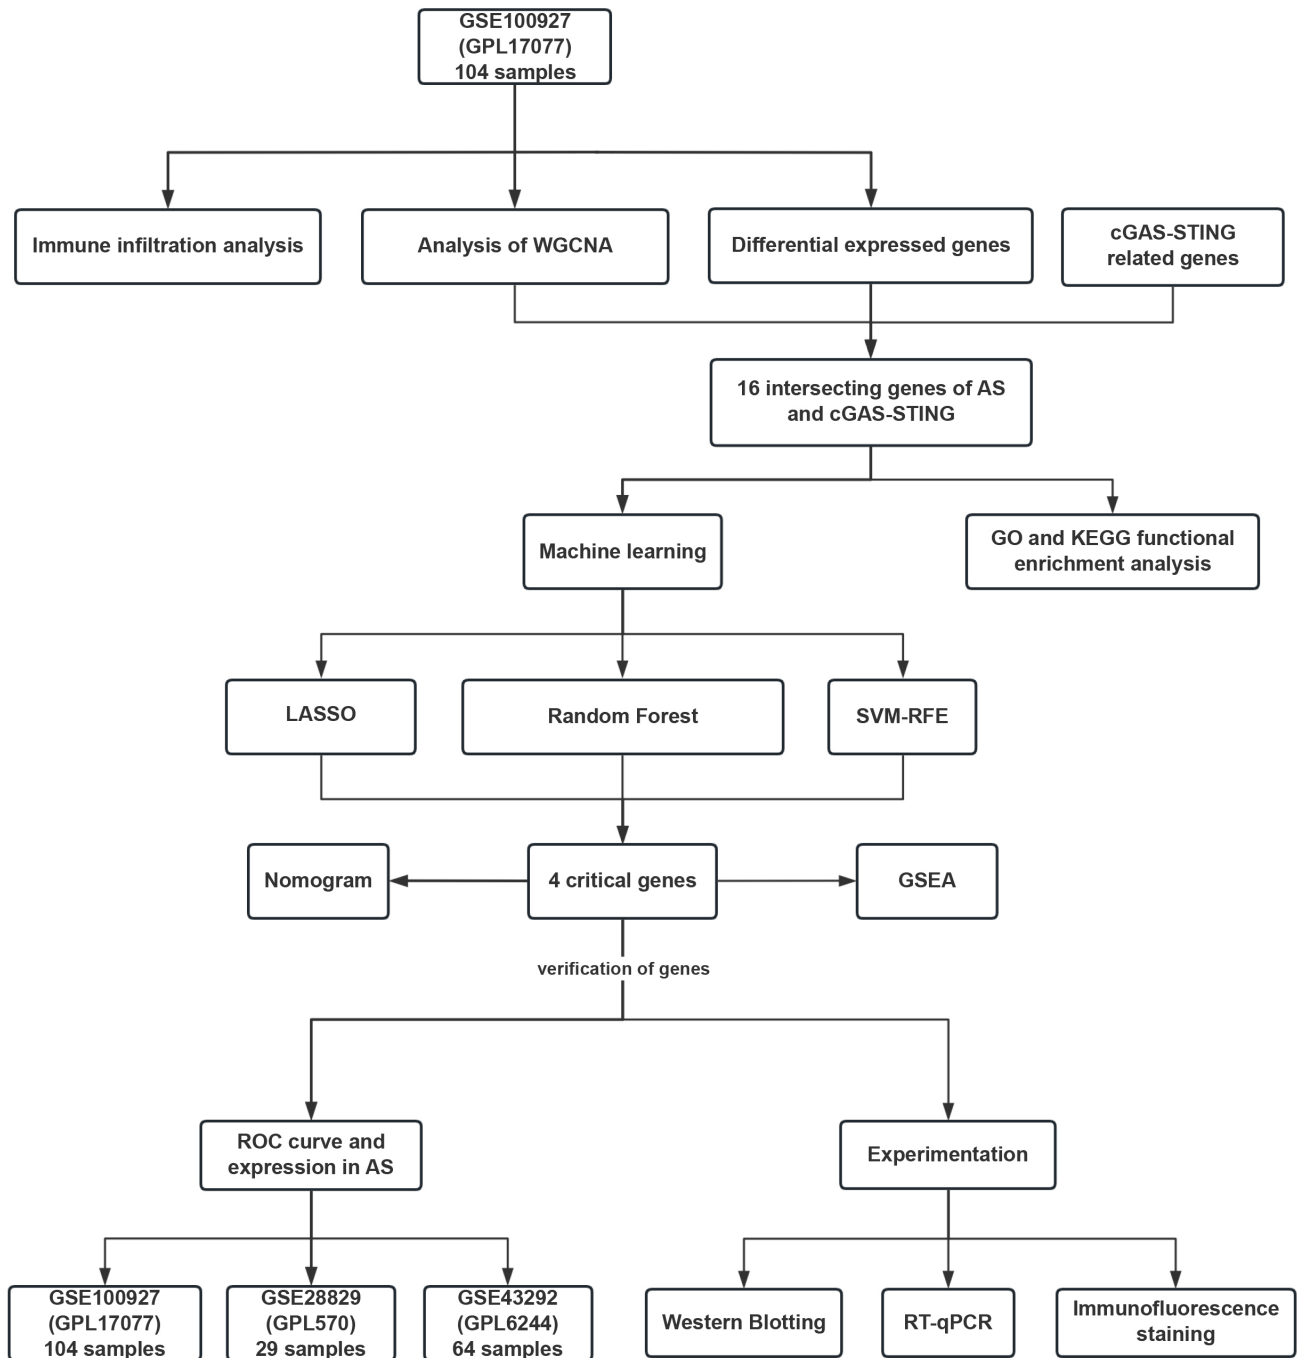 GSE100927
(GPL17077)
104 samples
Immune infiltration analysis
Analysis of WGCNA
Differential expressed genes
cGAS-STING
related genes
16 intersecting genes of AS
and cGAS-STING
Machine learning
GO and KEGG functional
enrichment analysis
LASSO
Random Forest
SVM-RFE
Nomogram
4 critical genes
GSEA
verification of genes
ROC curve and
expression in AS
Experimentation
GSE100927
(GPL17077)
104 samples
GSE28829
(GPL570)
29 samples
GSE43292
(GPL6244)
64 samples
Western Blotting
RT-qPCR
Immunofluorescence
staining